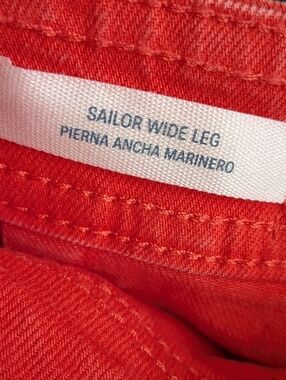 SAILOR WIDE LEG
PIERNA ANCHA MARINERO